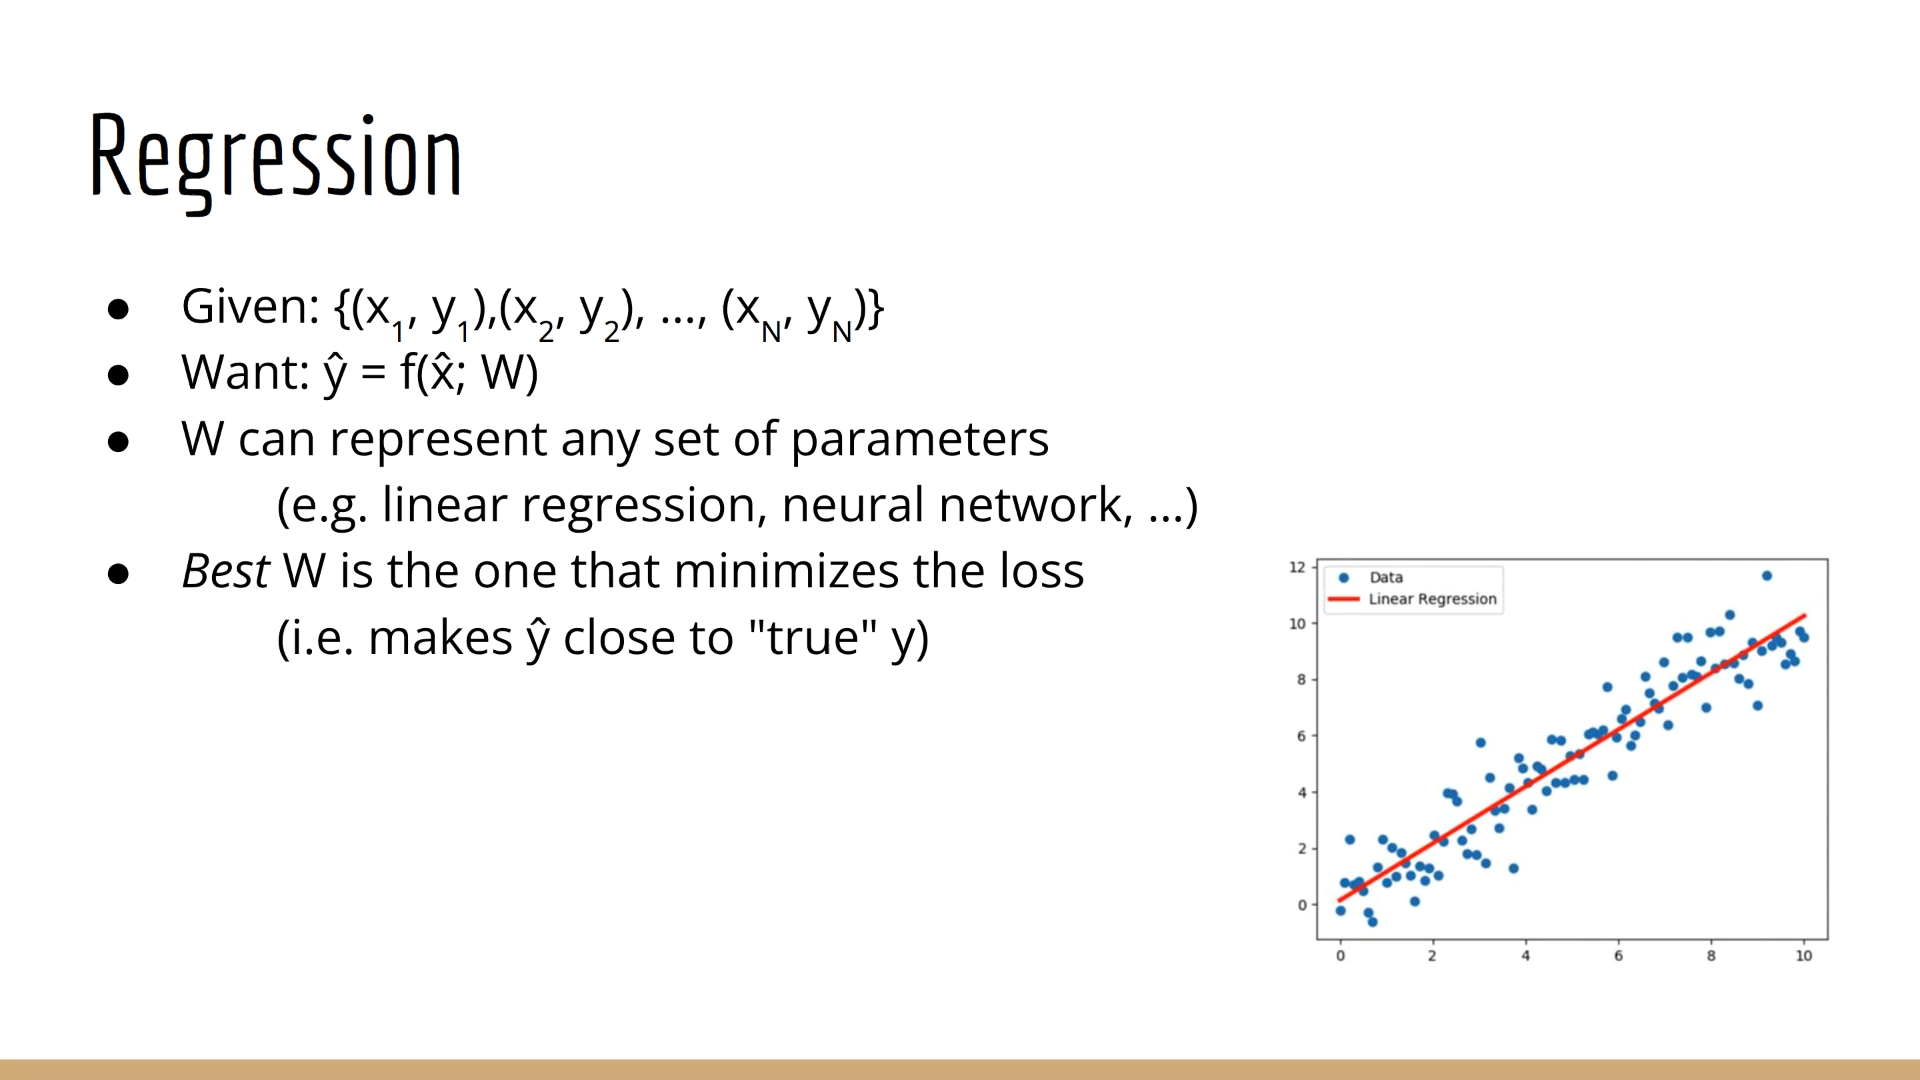 Regression
● Given: {(x₁, y₁),(x₂, y₂), ..., (x_N, y_N)}
● Want: ŷ = f(x̂; W)
● W can represent any set of parameters
(e.g. linear regression, neural network, ...)
● Best W is the one that minimizes the loss
(i.e. makes ŷ close to "true" y)
Data
Linear Regression
12
10
8
6
4
2
0
0 2 4 6 8 10